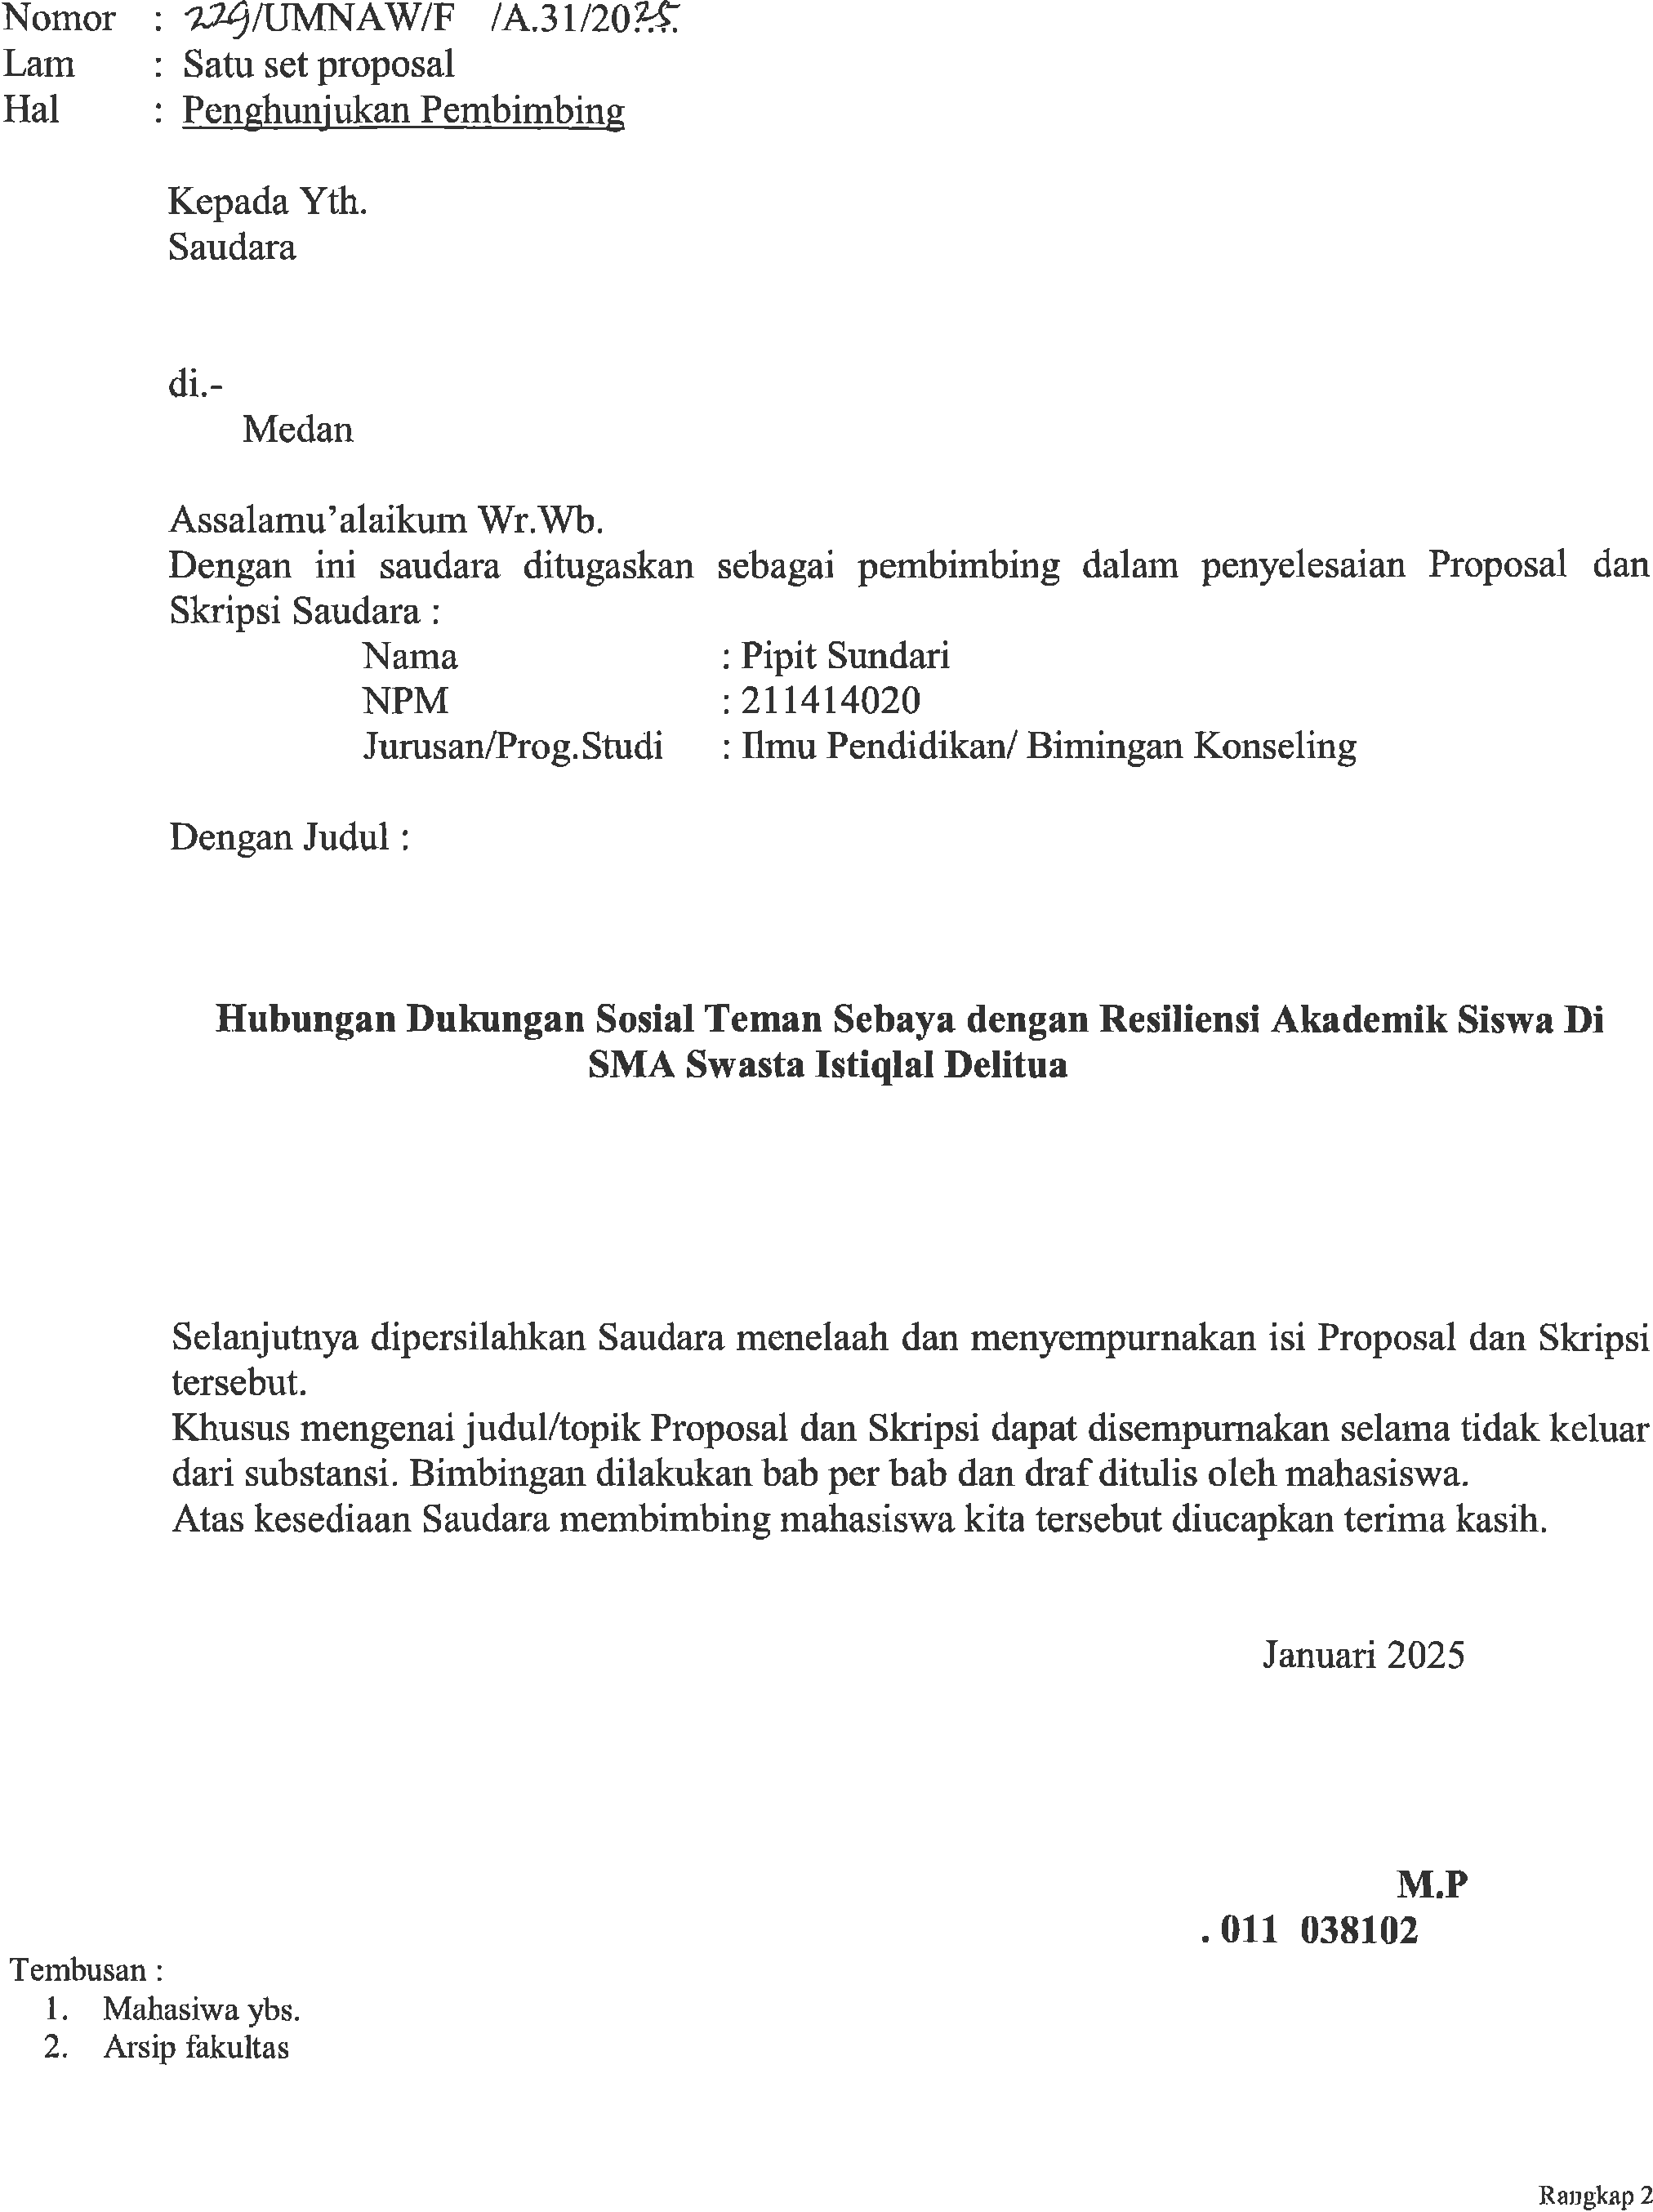 Nomor : 229/UMNAW/F /A.31/2025
Lam : Satu set proposal
Hal : Penghunjukan Pembimbing
Kepada Yth.
Saudara
di.-
Medan
Assalamu’alaikum Wr.Wb.
Dengan ini saudara ditugaskan sebagai pembimbing dalam penyelesaian Proposal dan
Skripsi Saudara :
Nama : Pipit Sundari
NPM : 211414020
Jurusan/Prog.Studi : Ilmu Pendidikan/ Bimingan Konseling
Dengan Judul :
Hubungan Dukungan Sosial Teman Sebaya dengan Resiliensi Akademik Siswa Di
SMA Swasta Istiqlal Delitua
Selanjutnya dipersilahkan Saudara menelaah dan menyempurnakan isi Proposal dan Skripsi
tersebut.
Khusus mengenai judul/topik Proposal dan Skripsi dapat disempurnakan selama tidak keluar
dari substansi. Bimbingan dilakukan bab per bab dan draf ditulis oleh mahasiswa.
Atas kesediaan Saudara membimbing mahasiswa kita tersebut diucapkan terima kasih.
Januari 2025
M.P
. 011 038102
Tembusan :
1. Mahasiwa ybs.
2. Arsip fakultas
Rangkap 2